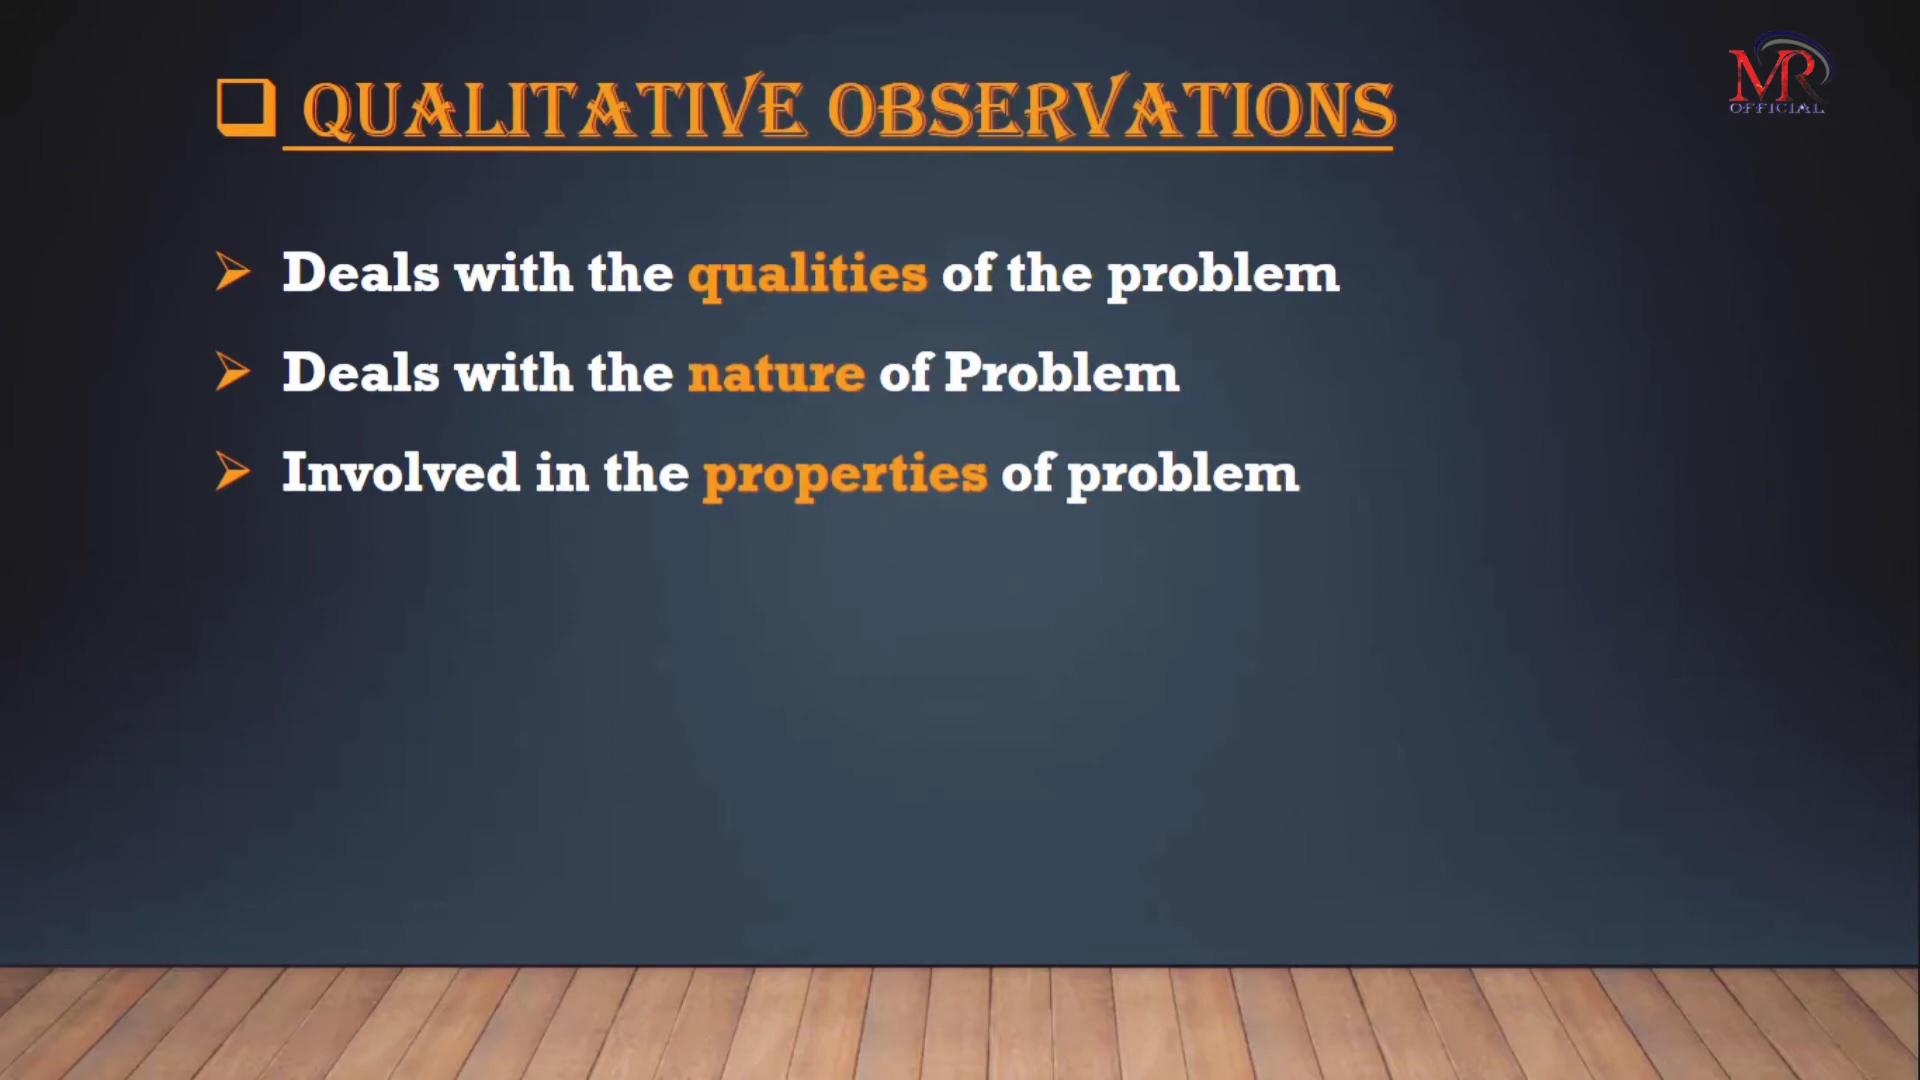 QUALITATIVE OBSERVATIONS
MR
OFFICIAL
Deals with the qualities of the problem
Deals with the nature of Problem
Involved in the properties of problem